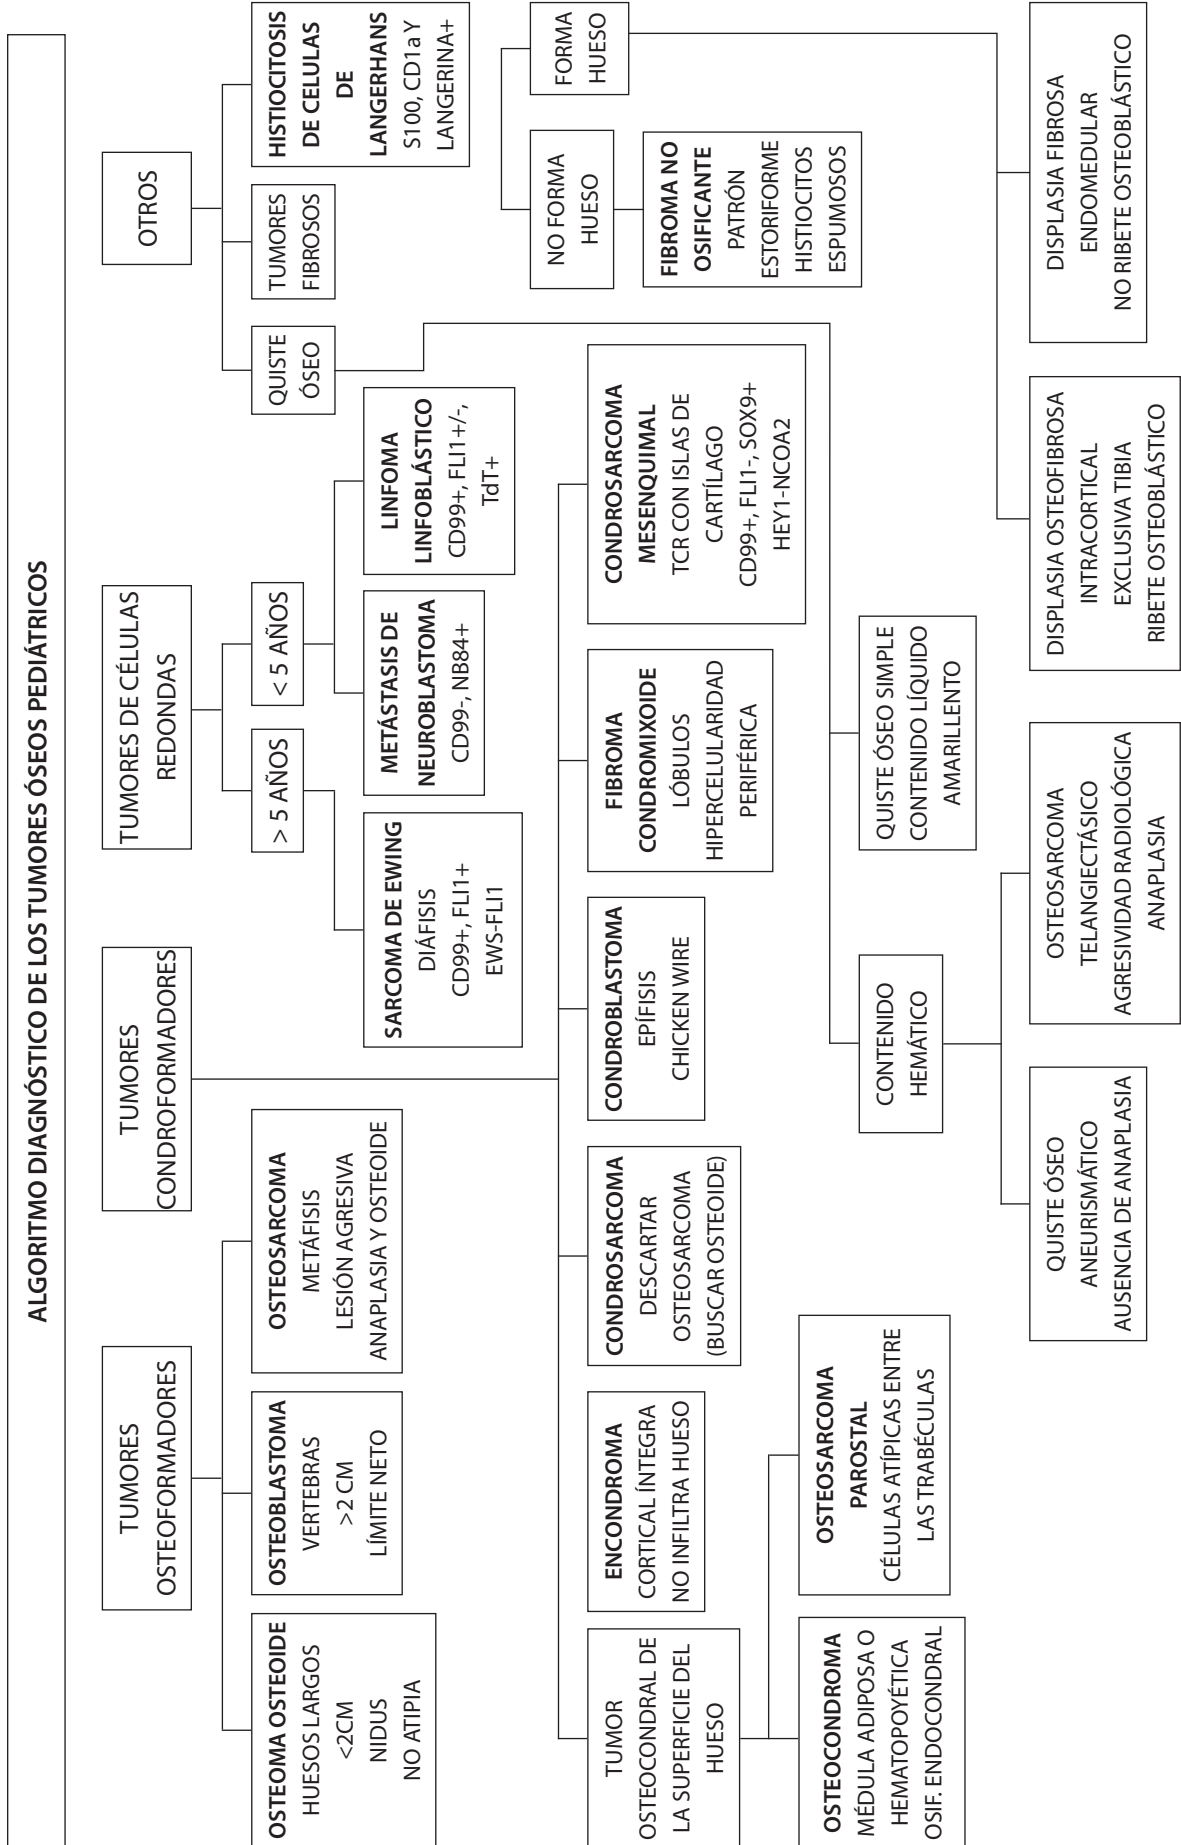 ALGORITMO DIAGNÓSTICO DE LOS TUMORES ÓSEOS PEDIÁTRICOS
TUMORES
OSTEOFORMADORES
OSTEOMA OSTEOIDE
HUESOS LARGOS
<2CM
NIDUS
NO ATIPIA
OSTEOBLASTOMA
VERTEBRAS
>2 CM
LÍMITE NETO
OSTEOSARCOMA
METÁFISIS
LESIÓN AGRESIVA
ANAPLASIA Y OSTEOIDE
TUMORES
CONDROFORMADORES
TUMOR
OSTEOCONDRAL DE
LA SUPERFICIE DEL
HUESO
OSTEOCONDROMA
MÉDULA ADIPOSA O
HEMATOPOYÉTICA
OSIF. ENDOCONDRAL
OSTEOSARCOMA
PAROSTAL
CÉLULAS ATÍPICAS ENTRE
LAS TRABÉCULAS
ENCONDROMA
CORTICAL ÍNTEGRA
NO INFILTRA HUESO
CONDROSARCOMA
DESCARTAR
OSTEOSARCOMA
(BUSCAR OSTEOIDE)
CONDROBLASTOMA
EPÍFISIS
CHICKEN WIRE
FIBROMA
CONDROMIXOIDE
LÓBULOS
HIPERCELULARIDAD
PERIFÉRICA
CONDROSARCOMA
MESENQUIMAL
TCR CON ISLAS DE
CARTÍLAGO
CD99+, FLI1-, SOX9+
HEY1-NCOA2
TUMORES DE CÉLULAS
REDONDAS
> 5 AÑOS
SARCOMA DE EWING
DIÁFISIS
CD99+, FLI1+
EWS-FLI1
< 5 AÑOS
METÁSTASIS DE
NEUROBLASTOMA
CD99-, NB84+
LINFOMA
LINFOBLÁSTICO
CD99+, FLI1+/-,
TdT+
OTROS
QUISTE
ÓSEO
CONTENIDO
HEMÁTICO
QUISTE ÓSEO
ANEURISMÁTICO
AUSENCIA DE ANAPLASIA
OSTEOSARCOMA
TELANGIECTÁSICO
AGRESIVIDAD RADIOLÓGICA
ANAPLASIA
QUISTE ÓSEO SIMPLE
CONTENIDO LÍQUIDO
AMARILLENTO
TUMORES
FIBROSOS
NO FORMA
HUESO
FIBROMA NO
OSIFICANTE
PATRÓN
ESTORIFORME
HISTIOCITOS
ESPUMOSOS
FORMA
HUESO
DISPLASIA OSTEOFIBROSA
INTRACORTICAL
EXCLUSIVA TIBIA
RIBETE OSTEOBLÁSTICO
DISPLASIA FIBROSA
ENDOMEDULAR
NO RIBETE OSTEOBLÁSTICO
HISTIOCITOSIS
DE CELULAS
DE
LANGERHANS
S100, CD1a Y
LANGERINA+